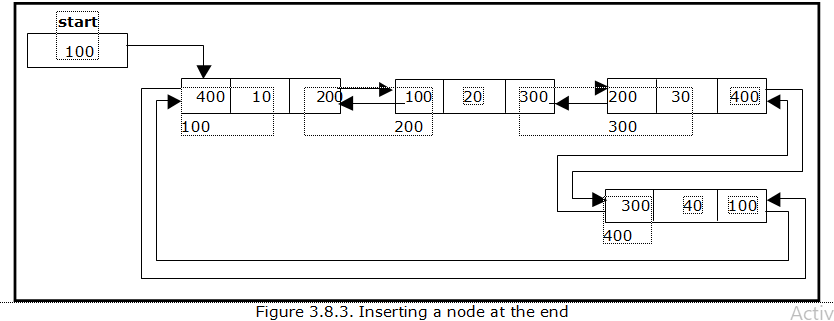 start
100
400 10 200 100 20 300 200 30 400
100 200 300
300 40 100
400
Figure 3.8.3. Inserting a node at the end
Activ